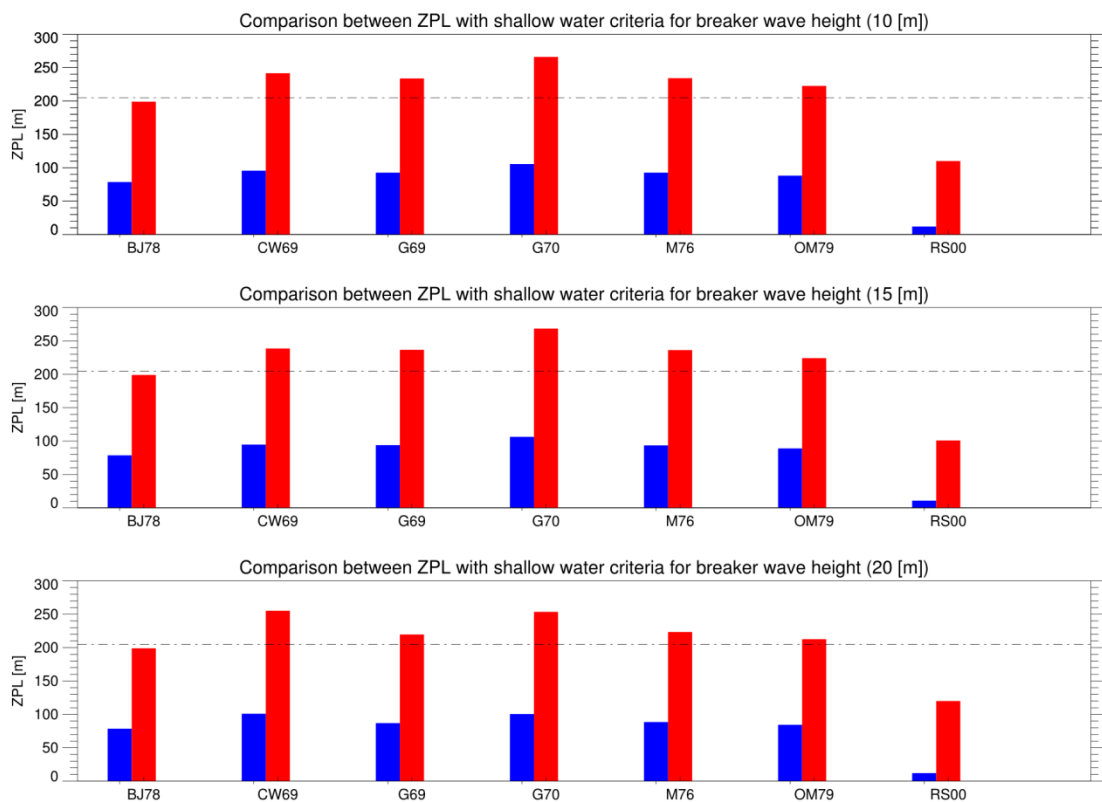 Comparison between ZPL with shallow water criteria for breaker wave height (10 [m])
300
250
200
150
100
50
0
ZPL [m]
BJ78 CW69 G69 G70 M76 OM79 RS00
Comparison between ZPL with shallow water criteria for breaker wave height (15 [m])
300
250
200
150
100
50
0
ZPL [m]
BJ78 CW69 G69 G70 M76 OM79 RS00
Comparison between ZPL with shallow water criteria for breaker wave height (20 [m])
300
250
200
150
100
50
0
ZPL [m]
BJ78 CW69 G69 G70 M76 OM79 RS00